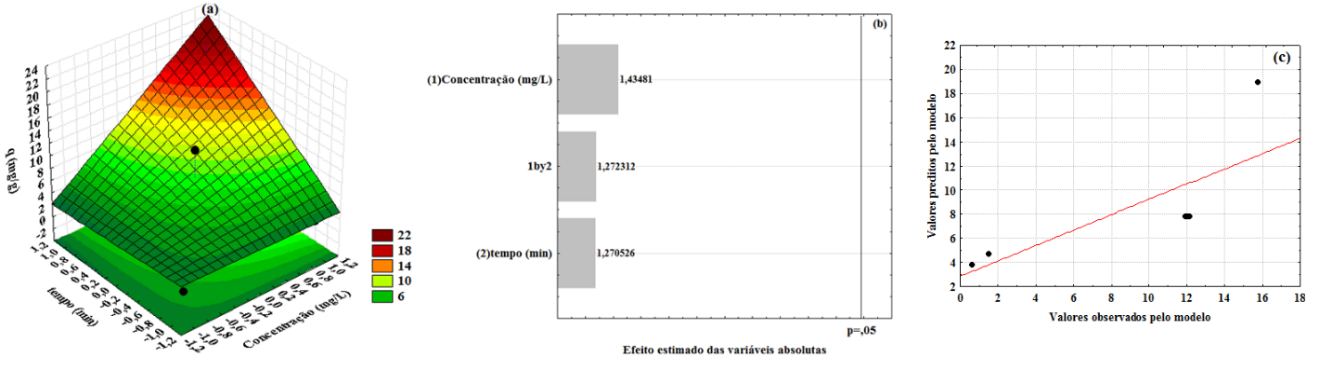 (a)
24
22
20
18
16
14
12
10
8
6
4
2
0
-2
q (mg/g)
tempo (min)
Concentração (mg/L)
22
18
14
10
6
(b)
(1)Concentração (mg/L)
1,43481
1by2
1,272312
(2)tempo (min)
1,270526
p=,05
Efeito estimado das variáveis absolutas
(c)
22
20
18
16
14
12
10
8
6
4
2
0 2 4 6 8 10 12 14 16 18
Valores preditos pelo modelo
Valores observados pelo modelo